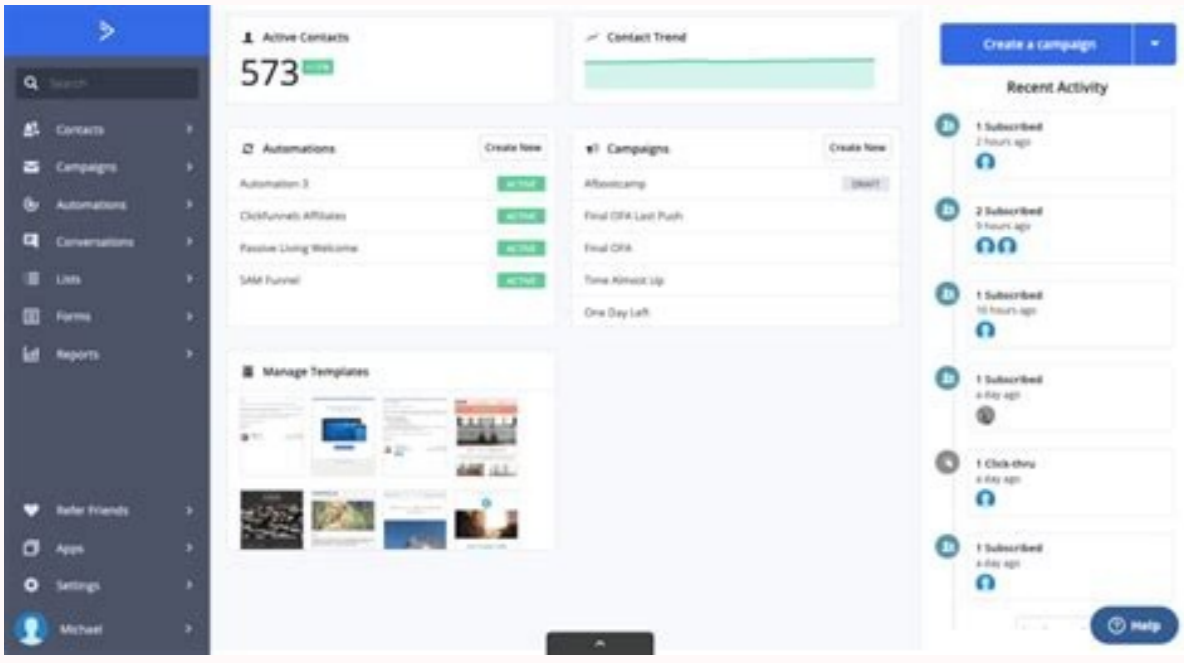 Search
Contacts
Campaigns
Automations
Conversations
Lists
Forms
Reports
Refer Friends
Apps
Settings
Michael
Active Contacts
573
Contact Trend
Automations
Create New
Automation 3
ACTIVE
Clickfunnels Affiliates
ACTIVE
Passive Living Welcome
ACTIVE
SAM Funnel
ACTIVE
Campaigns
Create New
Afbootcamp
DRAFT
Final OFA Last Push
Final OFA
Time Almost Up
One Day Left
Manage Templates
Create a campaign
Recent Activity
1 Subscribed
2 hours ago
2 Subscribed
9 hours ago
1 Subscribed
10 hours ago
1 Subscribed
a day ago
1 Click-thru
a day ago
1 Subscribed
a day ago
Help